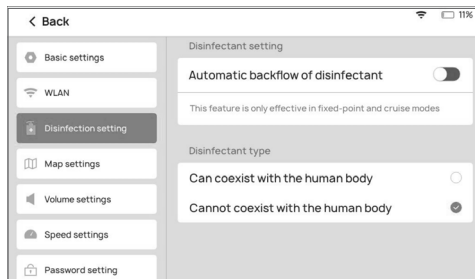 Back
11%
Basic settings
WLAN
Disinfection setting
Map settings
Volume settings
Speed settings
Password setting
Disinfectant setting
Automatic backflow of disinfectant
This feature is only effective in fixed-point and cruise modes
Disinfectant type
Can coexist with the human body
Cannot coexist with the human body